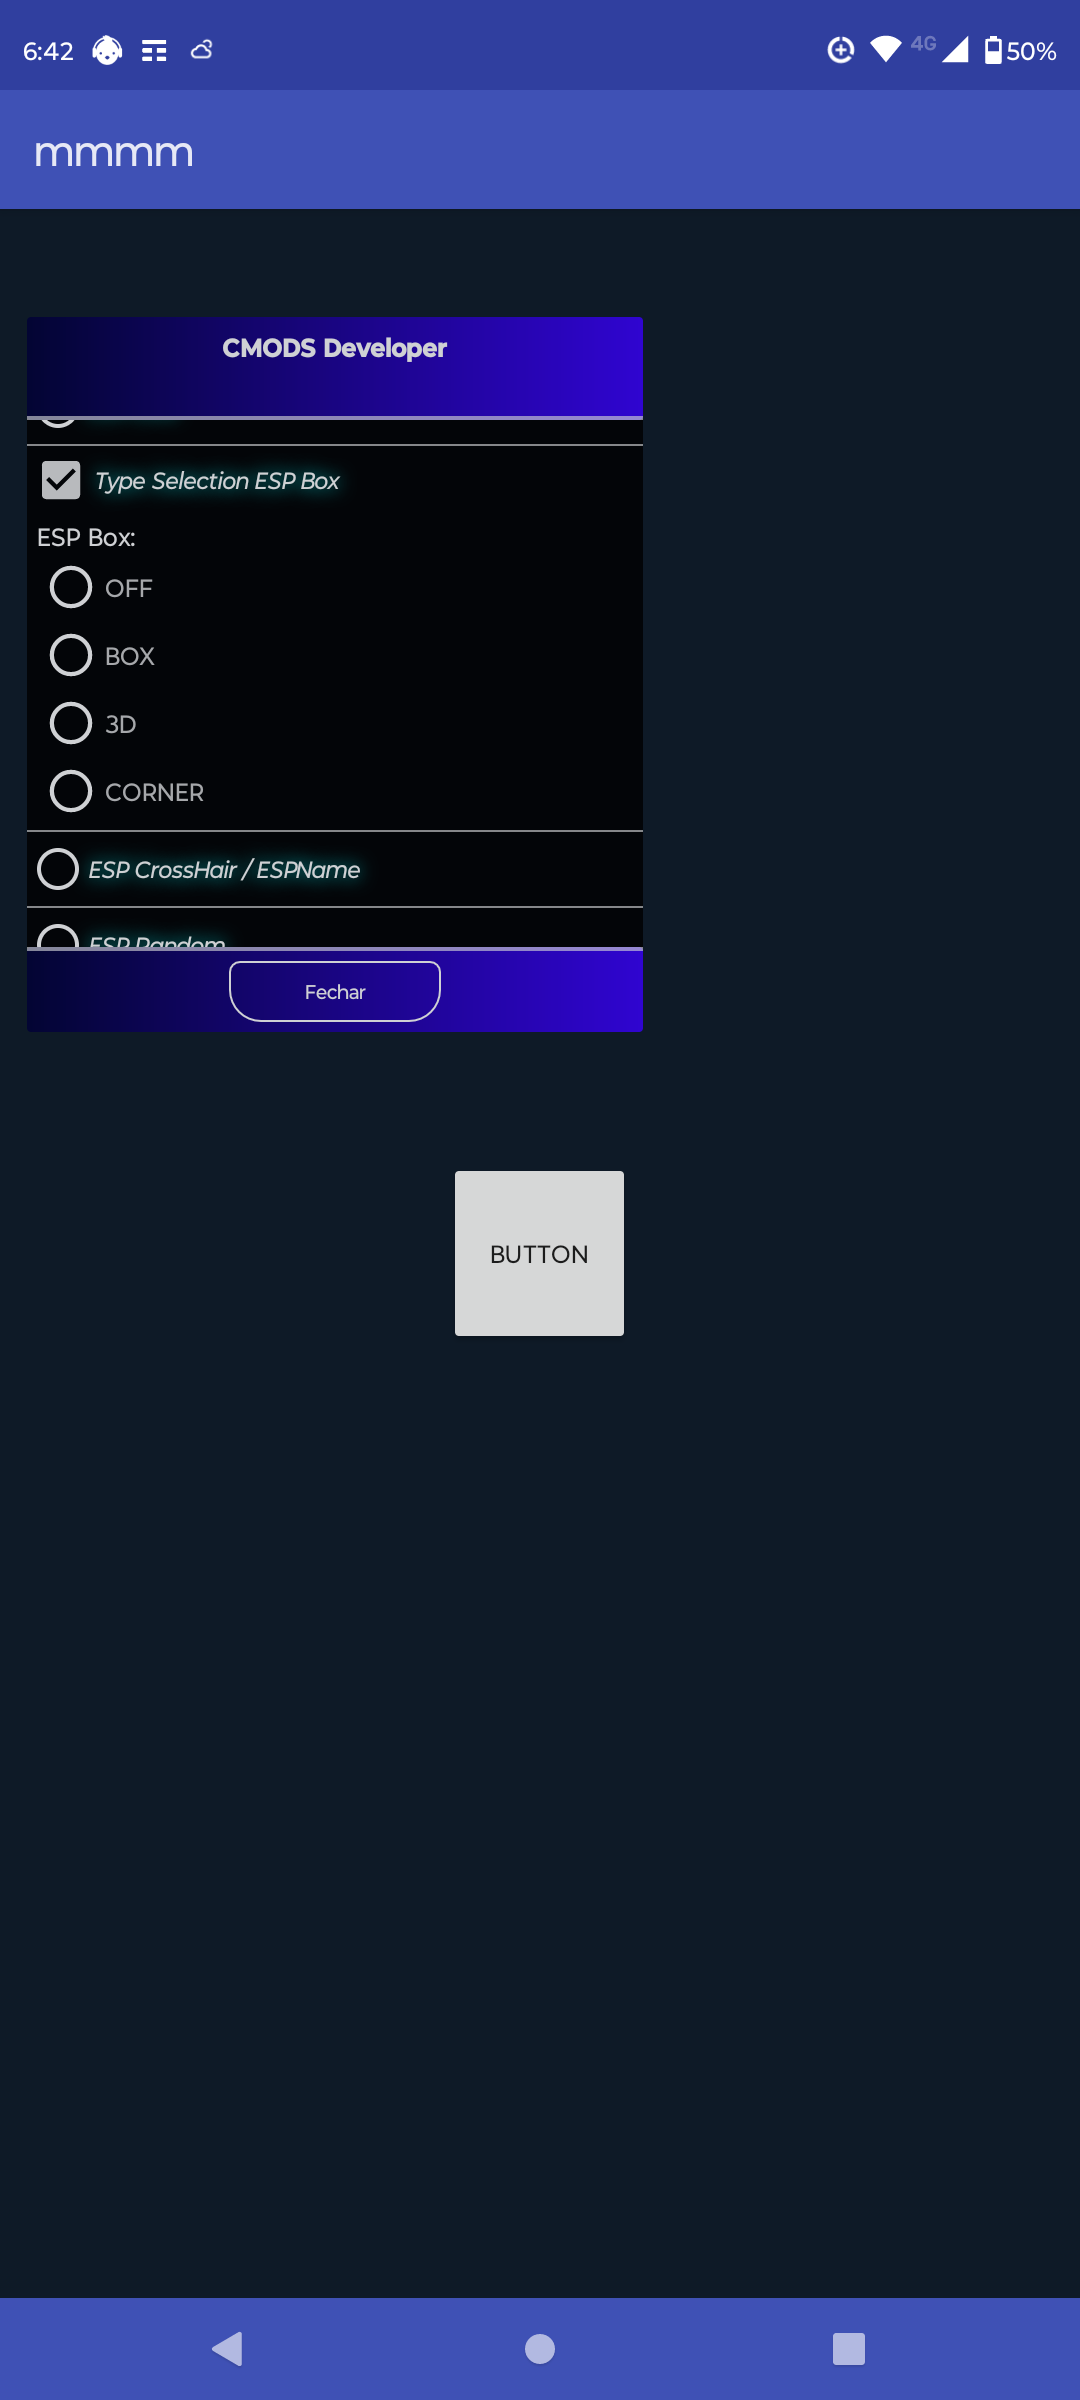 6:42
4G
50%
mmmm
CMODS Developer
Type Selection ESP Box
ESP Box:
OFF
BOX
3D
CORNER
ESP CrossHair / ESPName
ESP Random
Fechar
BUTTON